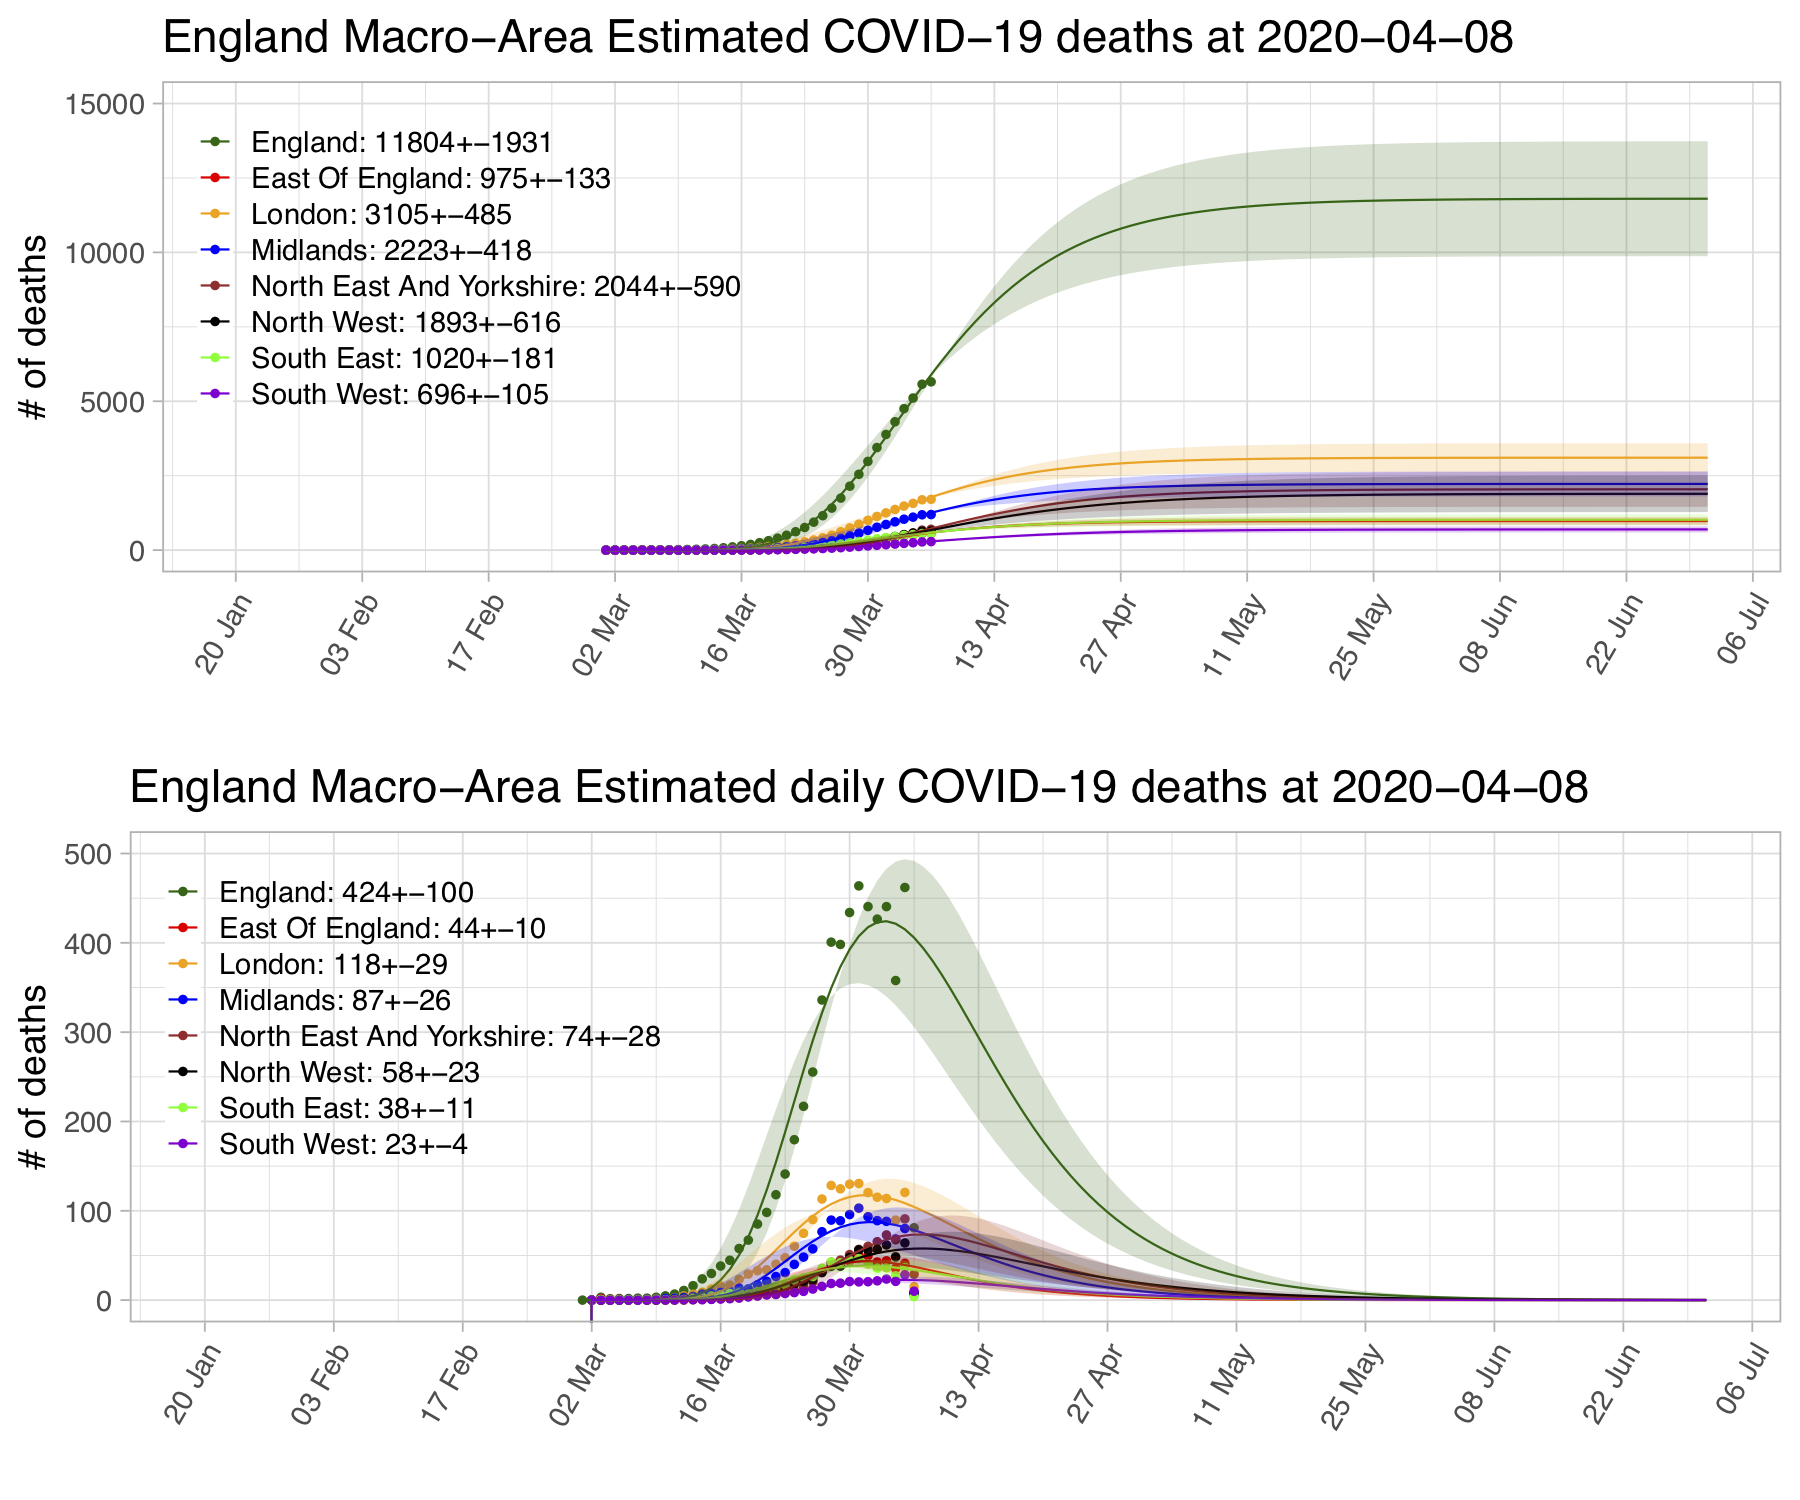 England Macro−Area Estimated COVID−19 deaths at 2020−04−08
# of deaths
15000
10000
5000
0
England: 11804+−1931
East Of England: 975+−133
London: 3105+−485
Midlands: 2223+−418
North East And Yorkshire: 2044+−590
North West: 1893+−616
South East: 1020+−181
South West: 696+−105
20 Jan
03 Feb
17 Feb
02 Mar
16 Mar
30 Mar
13 Apr
27 Apr
11 May
25 May
08 Jun
22 Jun
06 Jul
England Macro−Area Estimated daily COVID−19 deaths at 2020−04−08
# of deaths
500
400
300
200
100
0
England: 424+−100
East Of England: 44+−10
London: 118+−29
Midlands: 87+−26
North East And Yorkshire: 74+−28
North West: 58+−23
South East: 38+−11
South West: 23+−4
20 Jan
03 Feb
17 Feb
02 Mar
16 Mar
30 Mar
13 Apr
27 Apr
11 May
25 May
08 Jun
22 Jun
06 Jul